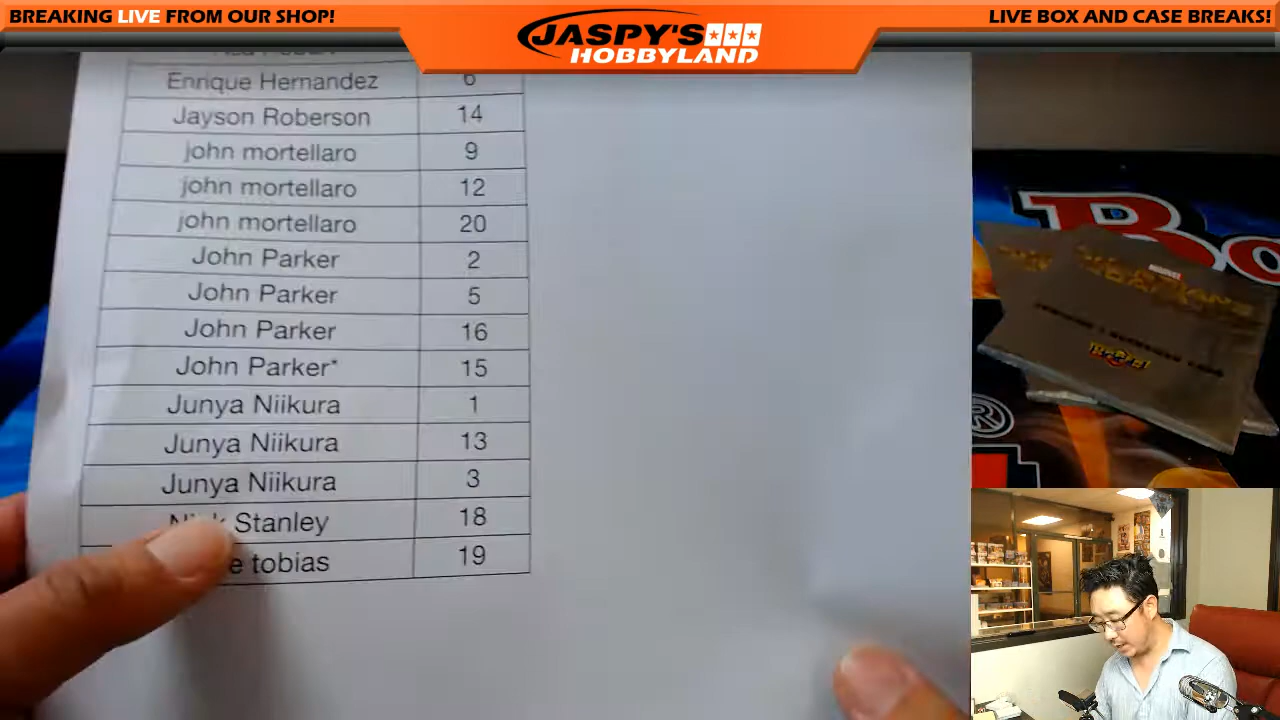 BREAKING LIVE FROM OUR SHOP!
JASPY'S
HOBBYLAND
LIVE BOX AND CASE BREAKS!
Enrique Hernandez 6
Jayson Roberson 14
john mortellaro 9
john mortellaro 12
john mortellaro 20
John Parker 2
John Parker 5
John Parker 16
John Parker* 15
Junya Niikura 1
Junya Niikura 13
Junya Niikura 3
Stanley 18
tobias 19
MARVEL